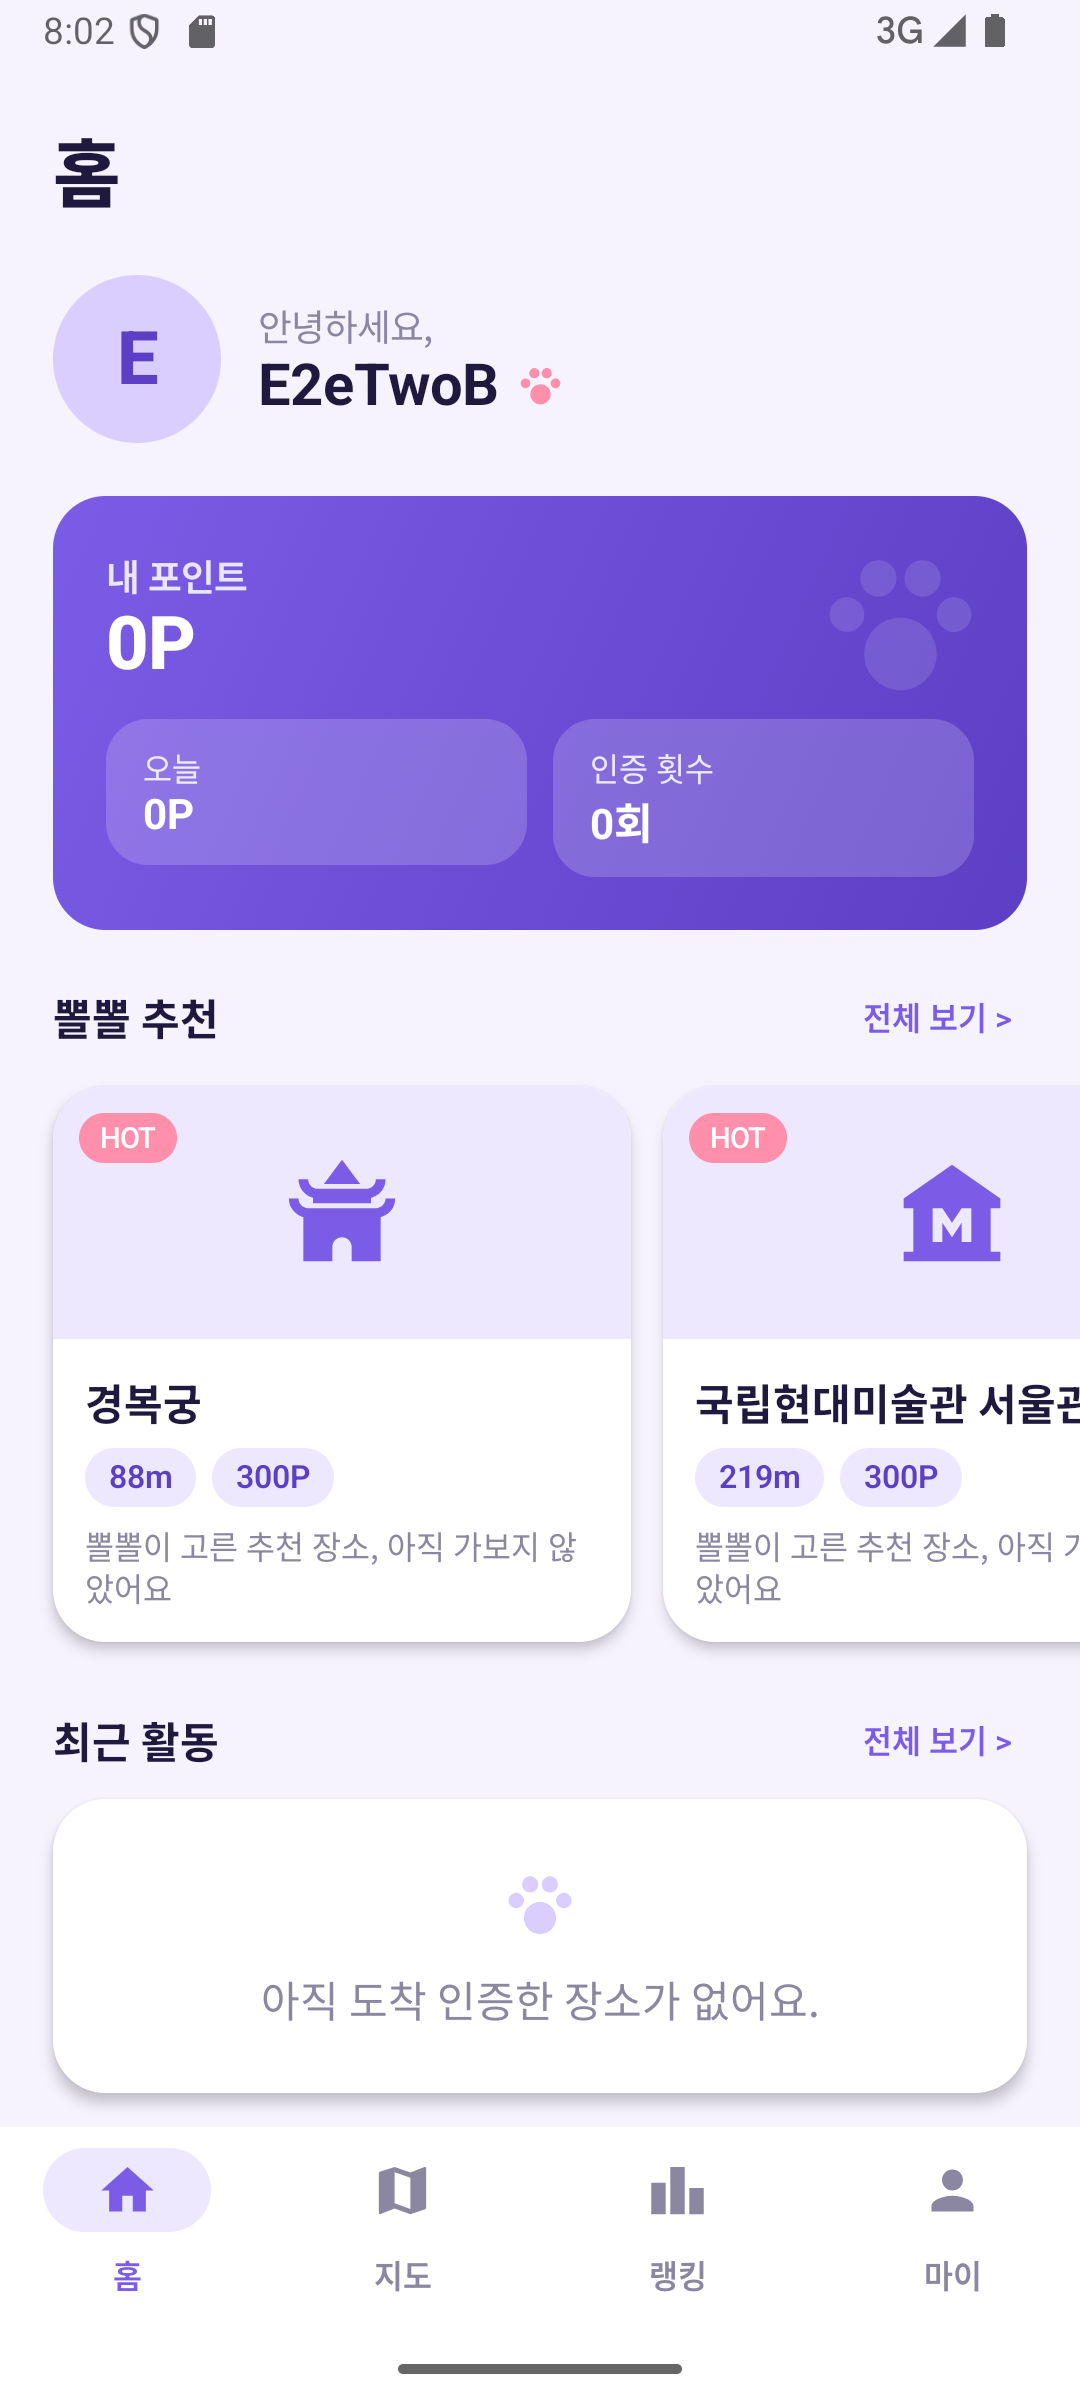 8:02
3G
홈
E
안녕하세요,
E2eTwoB
내 포인트
0P
오늘
0P
인증 횟수
0회
뽈뽈 추천
전체 보기 >
HOT
경복궁
88m
300P
뽈뽈이 고른 추천 장소, 아직 가보지 않
았어요
HOT
M
국립현대미술관 서울관
219m
300P
뽈뽈이 고른 추천 장소, 아직
았어요
최근 활동
전체 보기 >
아직 도착 인증한 장소가 없어요.
홈
지도
랭킹
마이